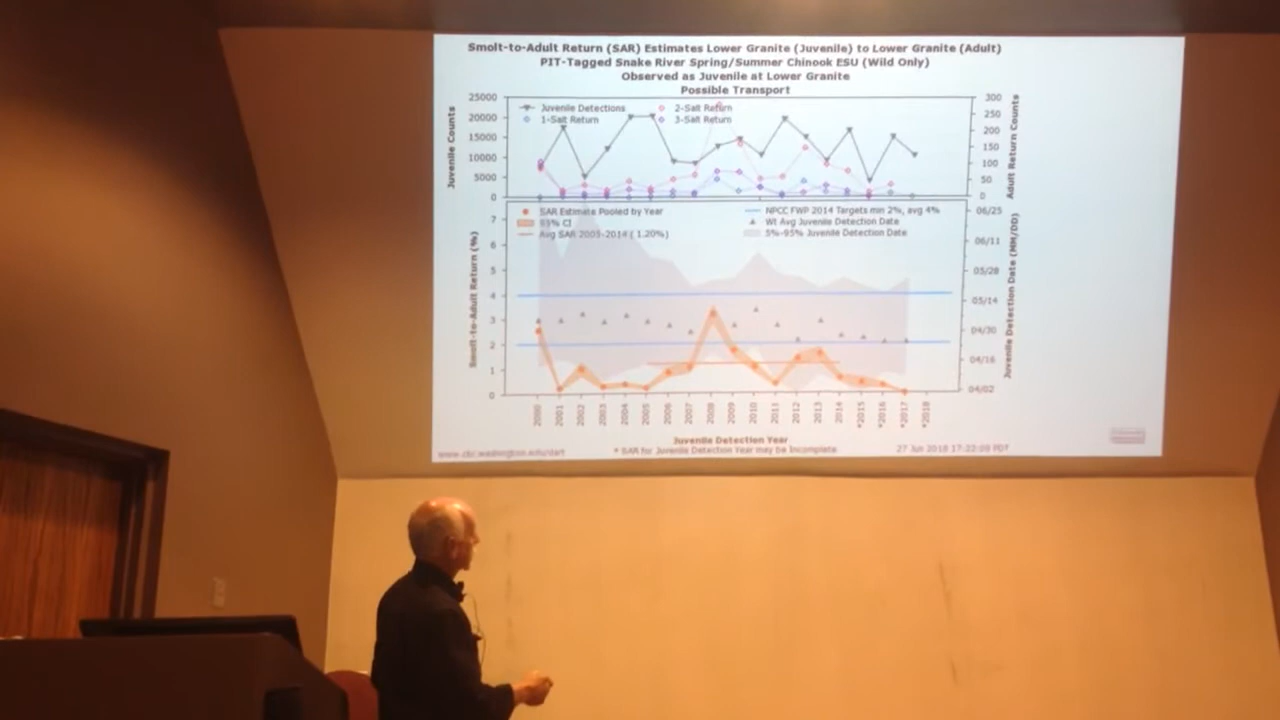 Smolt-to-Adult Return (SAR) Estimates Lower Granite (Juvenile) to Lower Granite (Adult)
PIT-Tagged Snake River Spring/Summer Chinook ESU (Wild Only)
Observed as Juvenile at Lower Granite
Possible Transport
Juvenile Counts
25000
20000
15000
10000
5000
0
Juvenile Detections
1-Salt Return
2-Salt Return
3-Salt Return
300
250
200
150
100
50
0
Adult Return Counts
Smolt-to-Adult Return (%)
7
6
5
4
3
2
1
0
SAR Estimate Pooled by Year
95% CI
Avg SAR 2005-2014 ( 1.20%)
NPCC FWP 2014 Targets min 2%, avg 4%
Wt Avg Juvenile Detection Date
5%-95% Juvenile Detection Date
06/25
06/11
05/28
05/14
04/30
04/16
04/02
Juvenile Detection Date (MM/DD)
2000 2001 2002 2003 2004 2005 2006 2007 2008 2009 2010 2011 2012 2013 2014 *2015 *2016 *2017 *2018
Juvenile Detection Year
www.cbr.washington.edu/dart
* SAR for Juvenile Detection Year may be Incomplete
27 Jun 2018 17:22:09 PDT